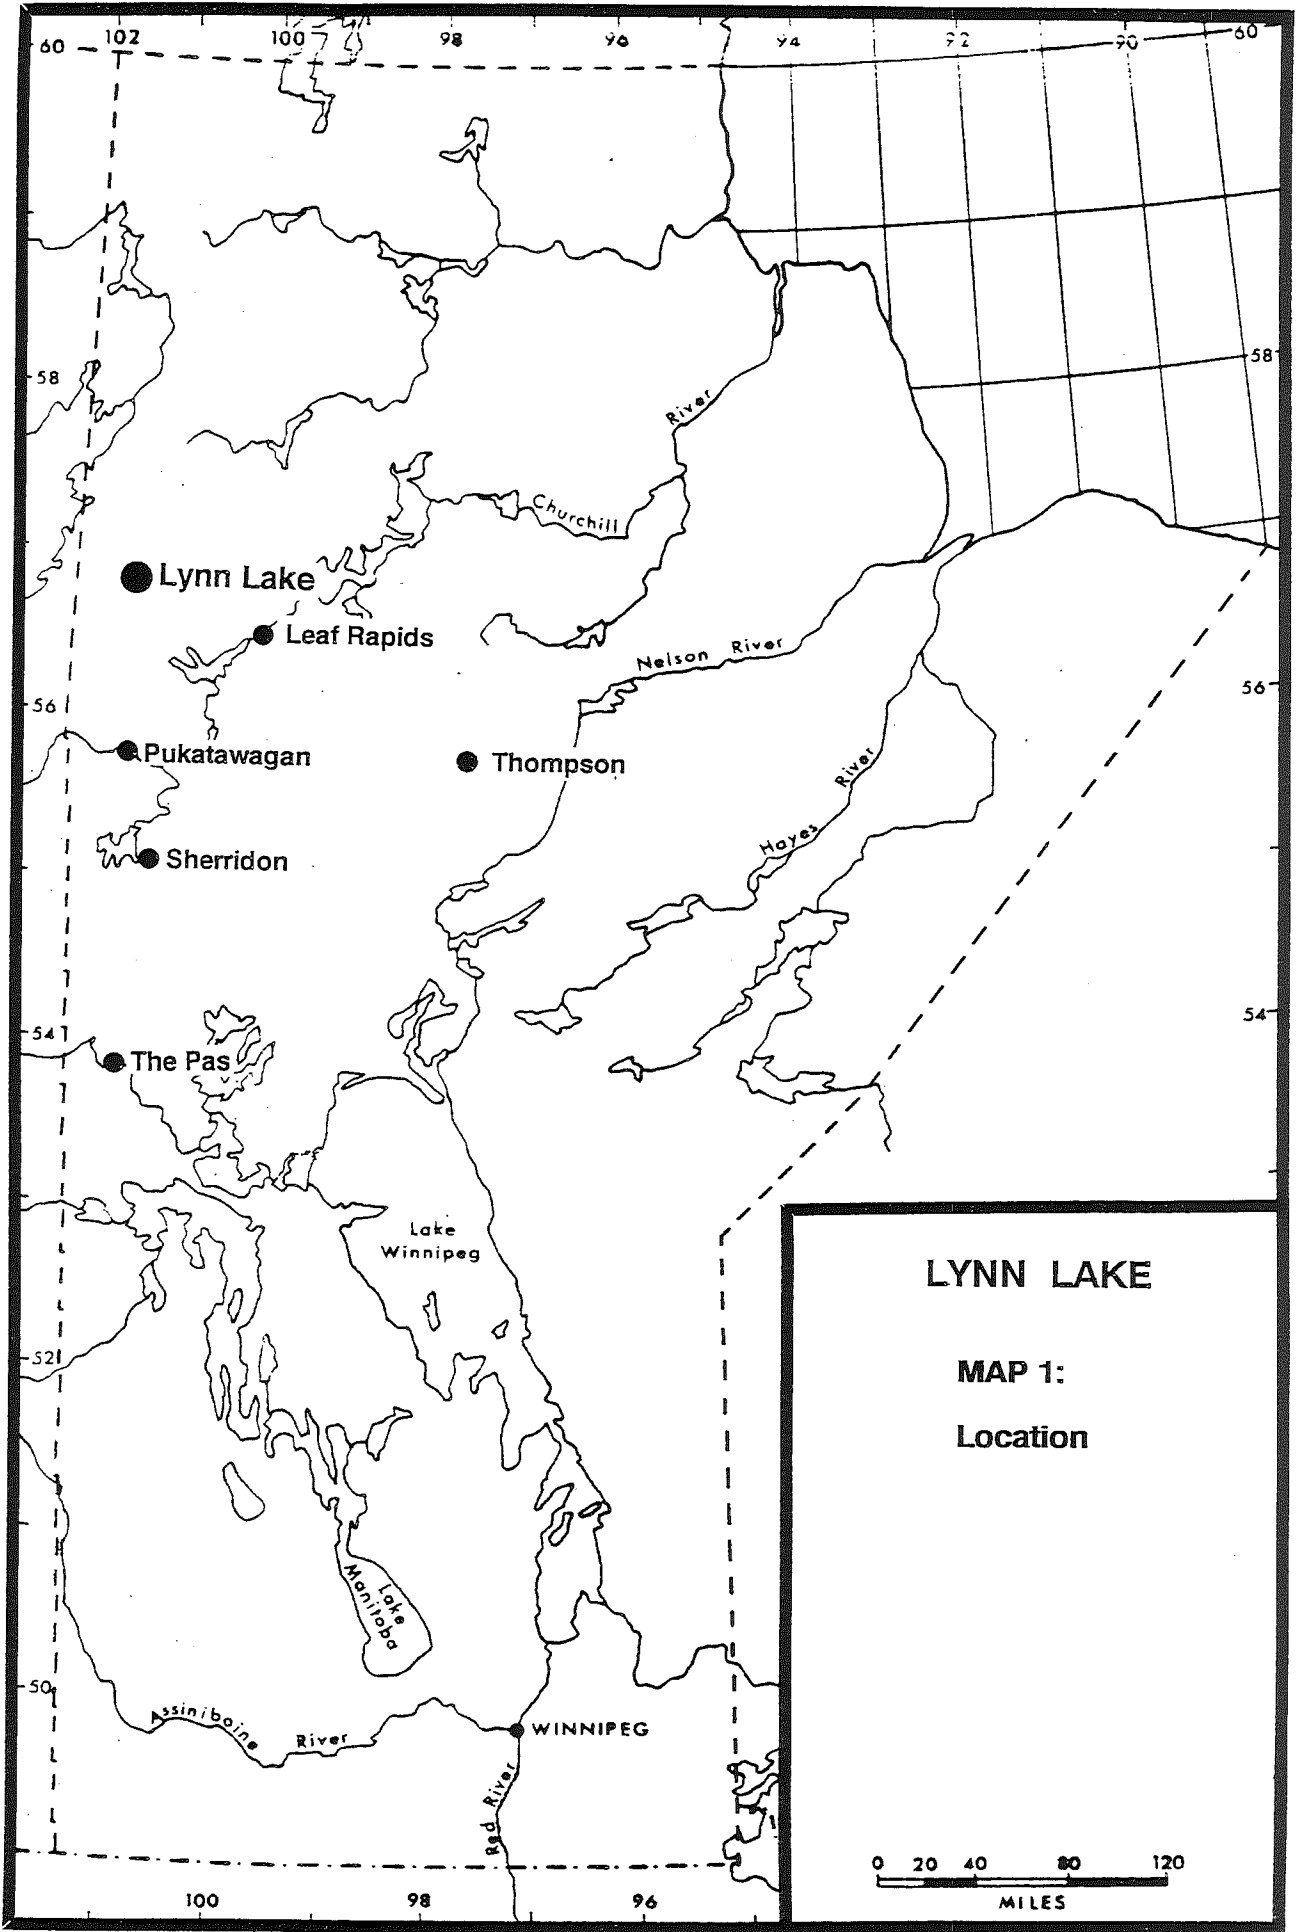 60 102 100 98 96 94 92 90 60
58 58
River
Churchill
Lynn Lake
Leaf Rapids
Nelson River
56 56
Pukatawagan
Thompson
River
Hayes
Sherridon
54 54
The Pas
Lake
Winnipeg
LYNN LAKE
MAP 1:
Location
52
Lake
Manitoba
50
Assiniboine River
WINNIPEG
Red River
0 20 40 80 120
MILES
100 98 96